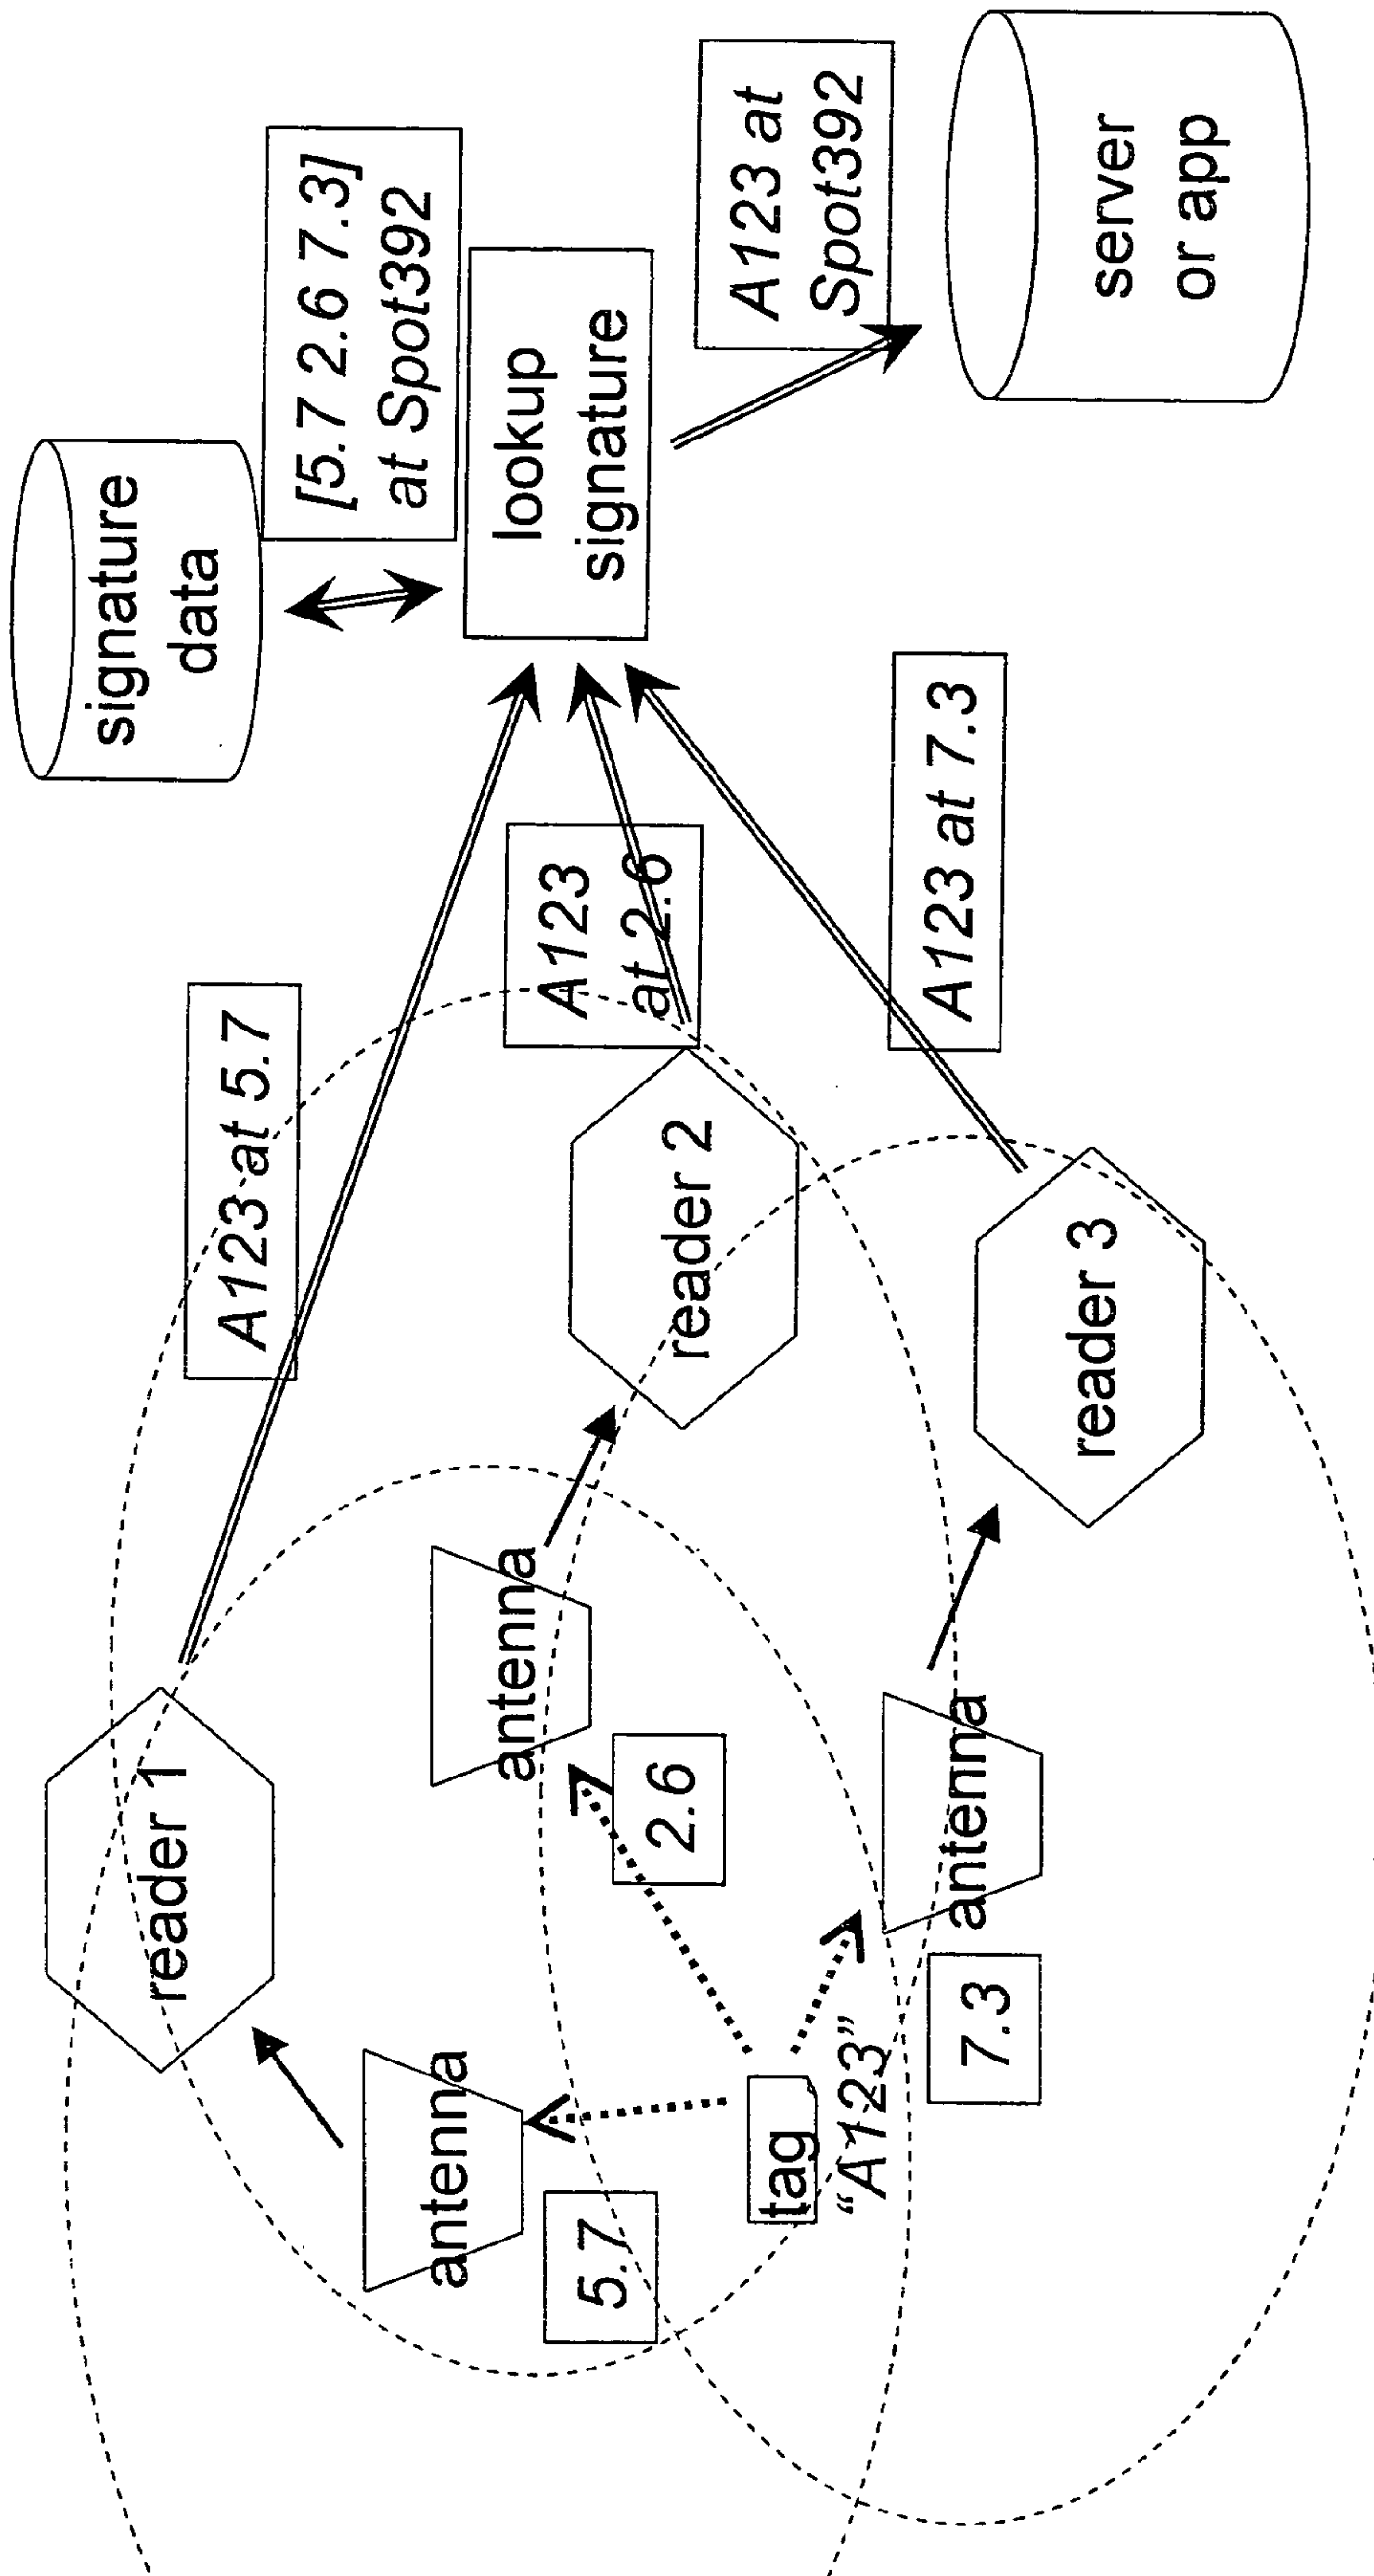 signature
data
[5.7 2.6 7.3]
at Spot392
lookup
signature
A123 at
Spot392
server
or app
A123 at 5.7
A123
at 2.6
A123 at 7.3
reader 1
reader 2
reader 3
antenna
antenna
antenna
5.7
2.6
7.3
tag
“A123”